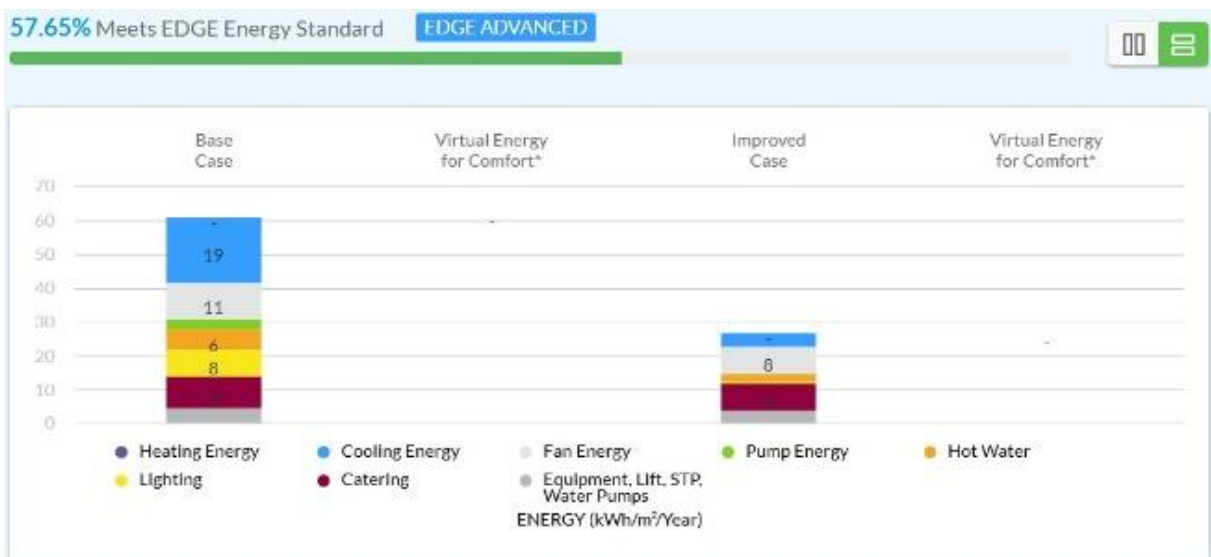 57.65% Meets EDGE Energy Standard EDGE ADVANCED
Base Case
Virtual Energy for Comfort*
Improved Case
Virtual Energy for Comfort*
70
60
50
40
30
20
10
0
-
19
11
6
8
-
-
8
-
Heating Energy
Cooling Energy
Fan Energy
Pump Energy
Hot Water
Lighting
Catering
Equipment, Lift, STP,
Water Pumps
ENERGY (kWh/m²/Year)